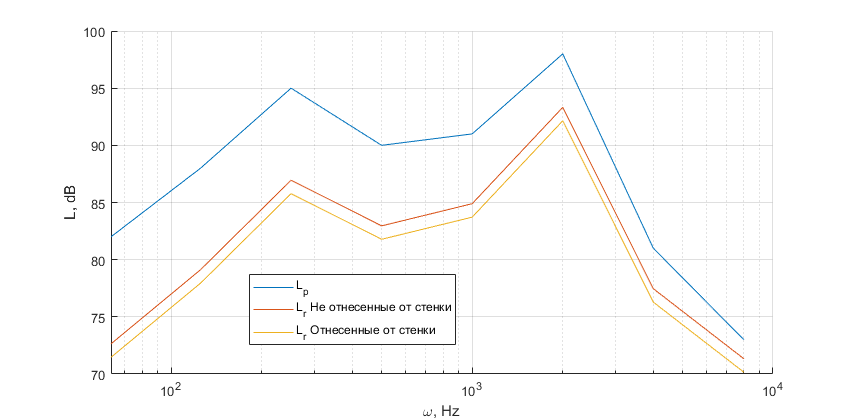 100
95
90
85
80
75
70
L, dB
L_p
L_r Не отнесенные от стенки
L_r Отнесенные от стенки
10^2
10^3
10^4
ω, Hz